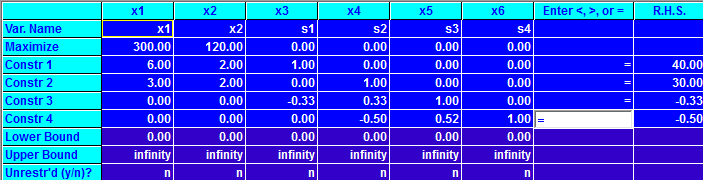 x1 x2 x3 x4 x5 x6 Enter <, >, or = R.H.S.
Var. Name x1 x2 s1 s2 s3 s4
Maximize 300.00 120.00 0.00 0.00 0.00 0.00
Constr 1 6.00 2.00 1.00 0.00 0.00 0.00 = 40.00
Constr 2 3.00 2.00 0.00 1.00 0.00 0.00 = 30.00
Constr 3 0.00 0.00 -0.33 0.33 1.00 0.00 = -0.33
Constr 4 0.00 0.00 0.00 -0.50 0.52 1.00 = -0.50
Lower Bound 0.00 0.00 0.00 0.00 0.00 0.00
Upper Bound infinity infinity infinity infinity infinity infinity
Unrestr'd (y/n)? n n n n n n